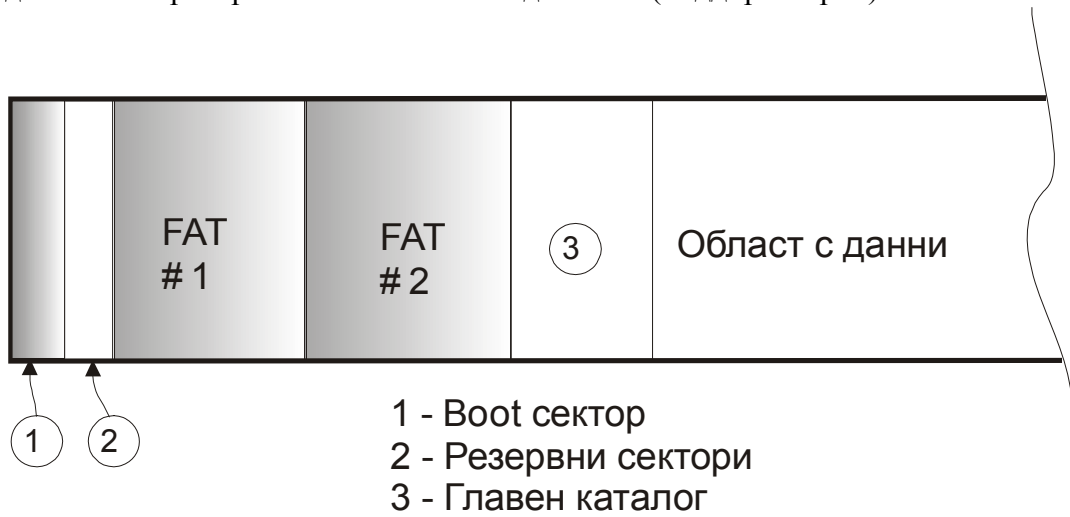 FAT
# 1
FAT
# 2
3
Област с данни
1
2
1 - Boot сектор
2 - Резервни сектори
3 - Главен каталог